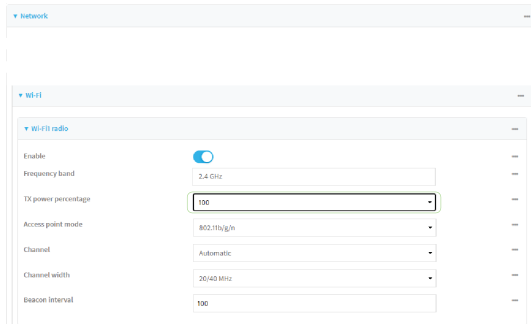 Network
Wi-Fi
Wi-Fi1 radio
Enable
Frequency band 2.4 GHz
TX power percentage 100
Access point mode 802.11b/g/n
Channel Automatic
Channel width 20/40 MHz
Beacon interval 100